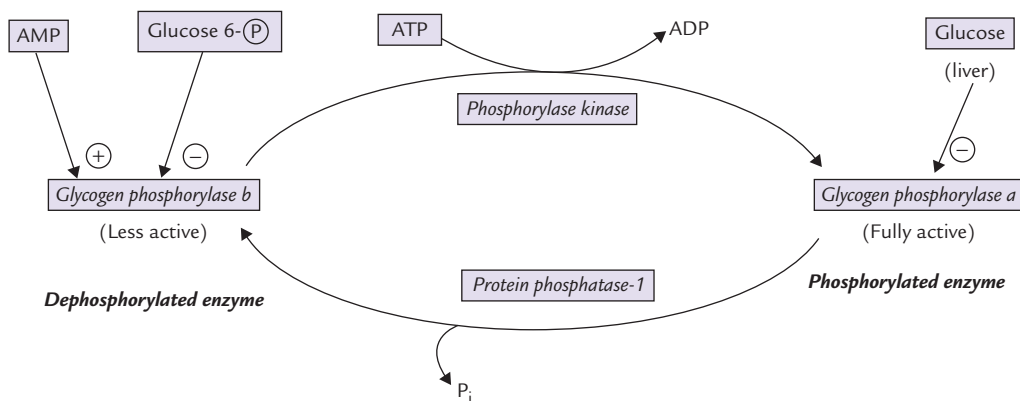 AMP
Glucose 6-P
ATP
ADP
Glucose
(liver)
Phosphorylase kinase
+
−
−
Glycogen phosphorylase b
Glycogen phosphorylase a
(Less active)
(Fully active)
Dephosphorylated enzyme
Protein phosphatase-1
Phosphorylated enzyme
Pi